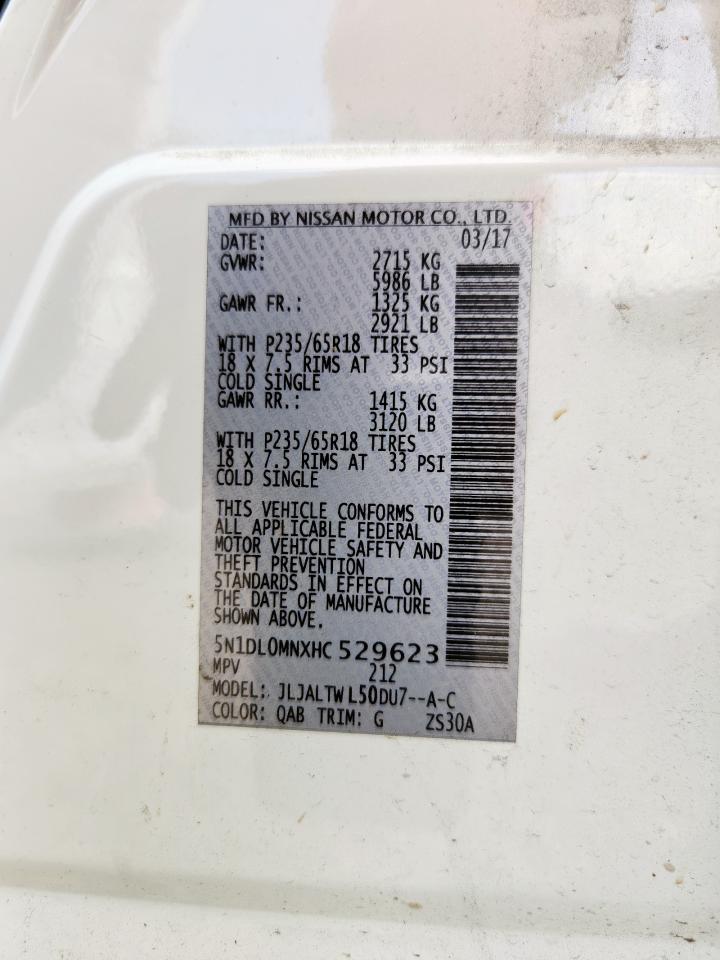 MFD BY NISSAN MOTOR CO., LTD.
DATE: 03/17
GVWR: 2715 KG
5986 LB
GAWR FR.: 1325 KG
2921 LB
WITH P235/65R18 TIRES
18 X 7.5 RIMS AT 33 PSI
COLD SINGLE
GAWR RR.: 1415 KG
3120 LB
WITH P235/65R18 TIRES
18 X 7.5 RIMS AT 33 PSI
COLD SINGLE
THIS VEHICLE CONFORMS TO
ALL APPLICABLE FEDERAL
MOTOR VEHICLE SAFETY AND
THEFT PREVENTION
STANDARDS IN EFFECT ON
THE DATE OF MANUFACTURE
SHOWN ABOVE.
5N1DL0MNXHC 529623
MPV 212
MODEL: JLJALTW L50DU7--A-C
COLOR: QAB TRIM: G ZS30A